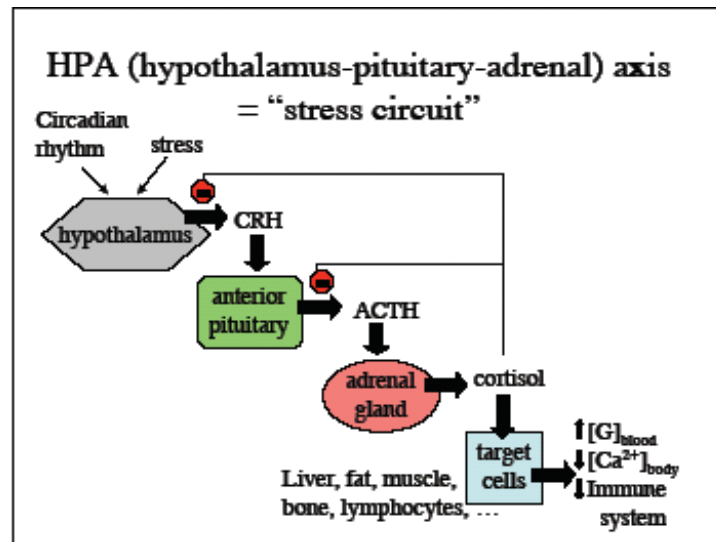 HPA (hypothalamus-pituitary-adrenal) axis
= “stress circuit”
Circadian
rhythm
stress
hypothalamus
CRH
anterior
pituitary
ACTH
adrenal
gland
cortisol
target
cells
Liver, fat, muscle,
bone, lymphocytes, …
⬆[G]blood
⬇[Ca²⁺]body
⬇Immune
system